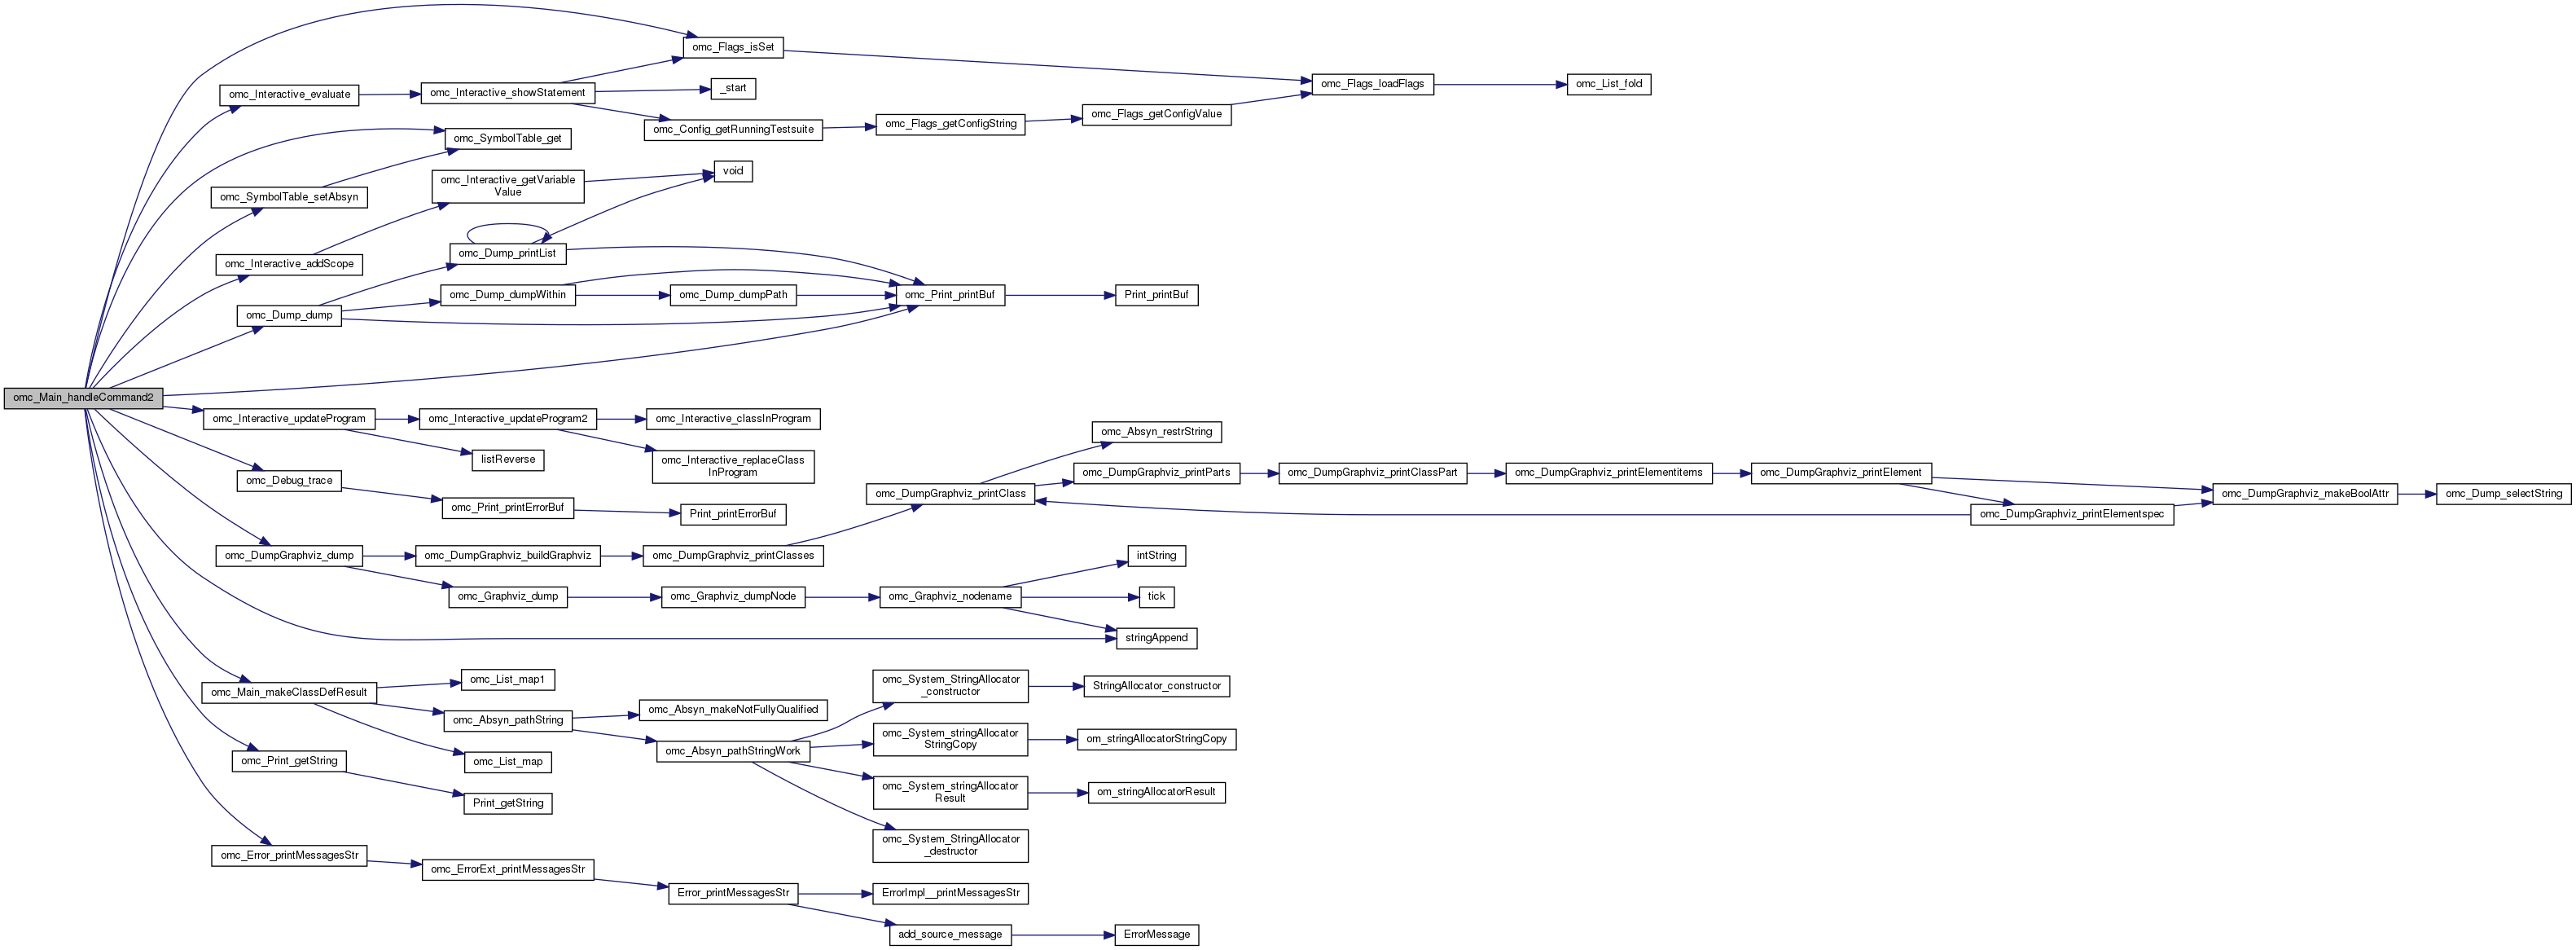 omc_Main_handleCommand2
omc_Interactive_evaluate
omc_SymbolTable_setAbsyn
omc_Interactive_addScope
omc_Dump_dump
omc_Interactive_updateProgram
omc_Debug_trace
omc_DumpGraphviz_dump
omc_Main_makeClassDefResult
omc_Print_getString
omc_Error_printMessagesStr
omc_Interactive_showStatement
omc_SymbolTable_get
omc_Interactive_getVariable
Value
omc_Dump_printList
omc_Dump_dumpWithin
omc_Interactive_updateProgram2
listReverse
omc_Print_printErrorBuf
omc_DumpGraphviz_buildGraphviz
omc_Graphviz_dump
omc_List_map1
omc_Absyn_pathString
omc_List_map
Print_getString
omc_ErrorExt_printMessagesStr
omc_Flags_isSet
_start
omc_Config_getRunningTestsuite
void
omc_Dump_dumpPath
omc_Interactive_classInProgram
omc_Interactive_replaceClass
InProgram
Print_printErrorBuf
omc_DumpGraphviz_printClasses
omc_Graphviz_dumpNode
omc_Absyn_makeNotFullyQualified
omc_Absyn_pathStringWork
Error_printMessagesStr
omc_Flags_getConfigString
omc_Print_printBuf
omc_DumpGraphviz_printClass
omc_Graphviz_nodename
omc_System_StringAllocator
_constructor
omc_System_stringAllocator
StringCopy
omc_System_stringAllocator
Result
omc_System_StringAllocator
_destructor
ErrorImpl__printMessagesStr
add_source_message
omc_Flags_getConfigValue
Print_printBuf
omc_Absyn_restrString
omc_DumpGraphviz_printParts
intString
tick
stringAppend
StringAllocator_constructor
om_stringAllocatorStringCopy
om_stringAllocatorResult
ErrorMessage
omc_Flags_loadFlags
omc_DumpGraphviz_printClassPart
omc_List_fold
omc_DumpGraphviz_printElementitems
omc_DumpGraphviz_printElement
omc_DumpGraphviz_printElementspec
omc_DumpGraphviz_makeBoolAttr
omc_Dump_selectString